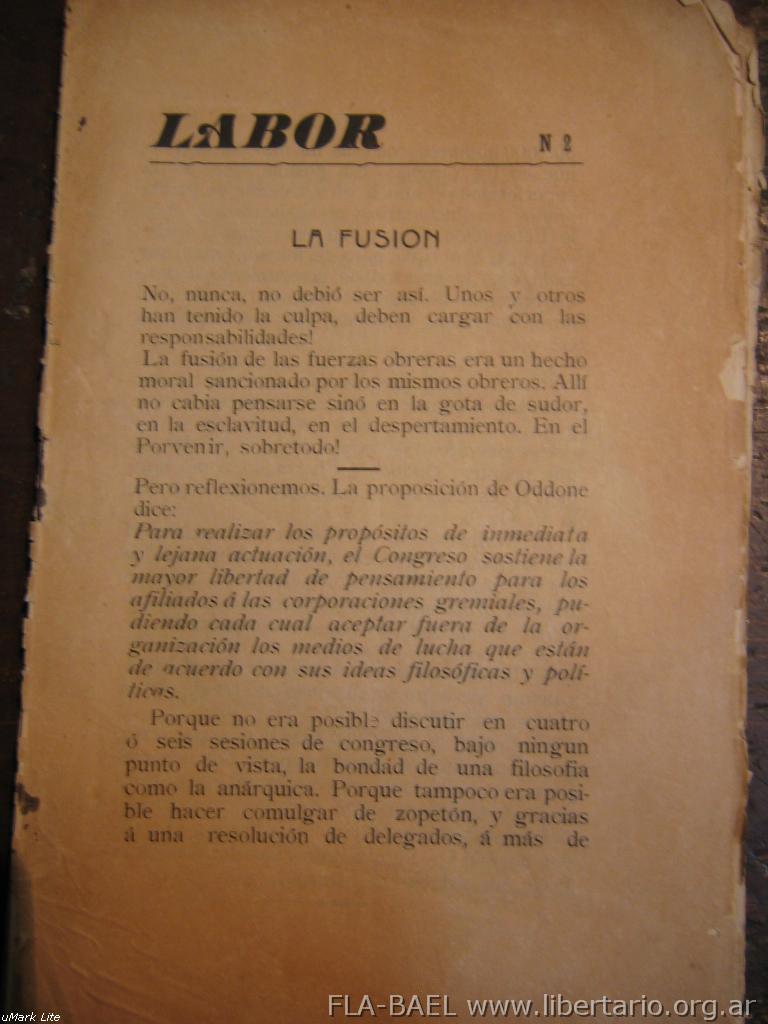 LABOR
N 2
LA FUSION
No, nunca, no debió ser así. Unos y otros
han tenido la culpa, deben cargar con las
responsabilidades!
La fusión de las fuerzas obreras era un hecho
moral sancionado por los mismos obreros. Allí
no cabia pensarse sinó en la gota de sudor,
en la esclavitud, en el despertamiento. En el
Porvenir, sobretodo!
Pero reflexionemos. La proposición de Oddone
dice:
Para realizar los propósitos de inmediata
y lejana actuación, el Congreso sostiene la
mayor libertad de pensamiento para los
afiliados á las corporaciones gremiales, pu-
diendo cada cual aceptar fuera de la or-
ganización los medios de lucha que están
de acuerdo con sus ideas filosóficas y polí-
ticas.
Porque no era posible discutir en cuatro
ó seis sesiones de congreso, bajo ningun
punto de vista, la bondad de una filosofia
como la anárquica. Porque tampoco era posi-
ble hacer comulgar de zopetón, y gracias
á una resolución de delegados, á más de
FLA-BAEL www.libertario.org.ar
uMark Lite